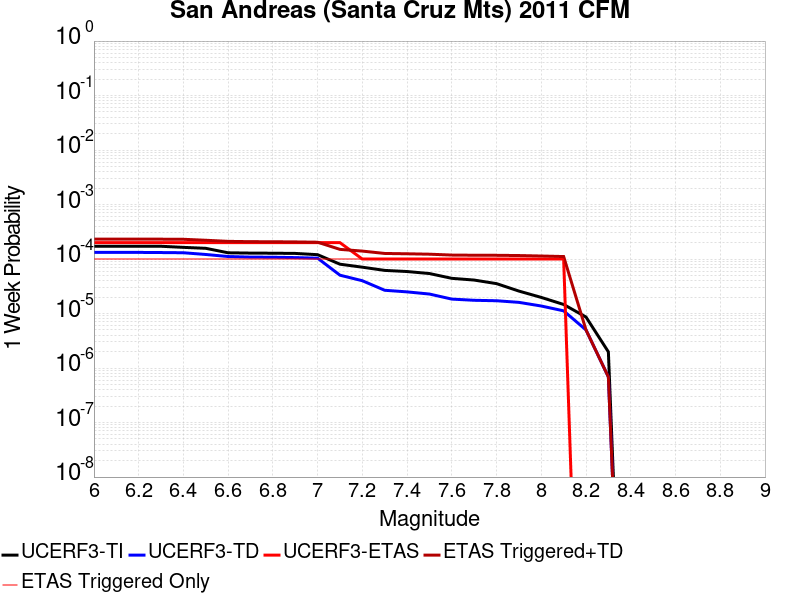 San Andreas (Santa Cruz Mts) 2011 CFM
10^0
10^-1
10^-2
10^-3
10^-4
10^-5
10^-6
10^-7
10^-8
1 Week Probability
6 6.2 6.4 6.6 6.8 7 7.2 7.4 7.6 7.8 8 8.2 8.4 8.6 8.8 9
Magnitude
UCERF3-TI UCERF3-TD UCERF3-ETAS ETAS Triggered+TD
ETAS Triggered Only